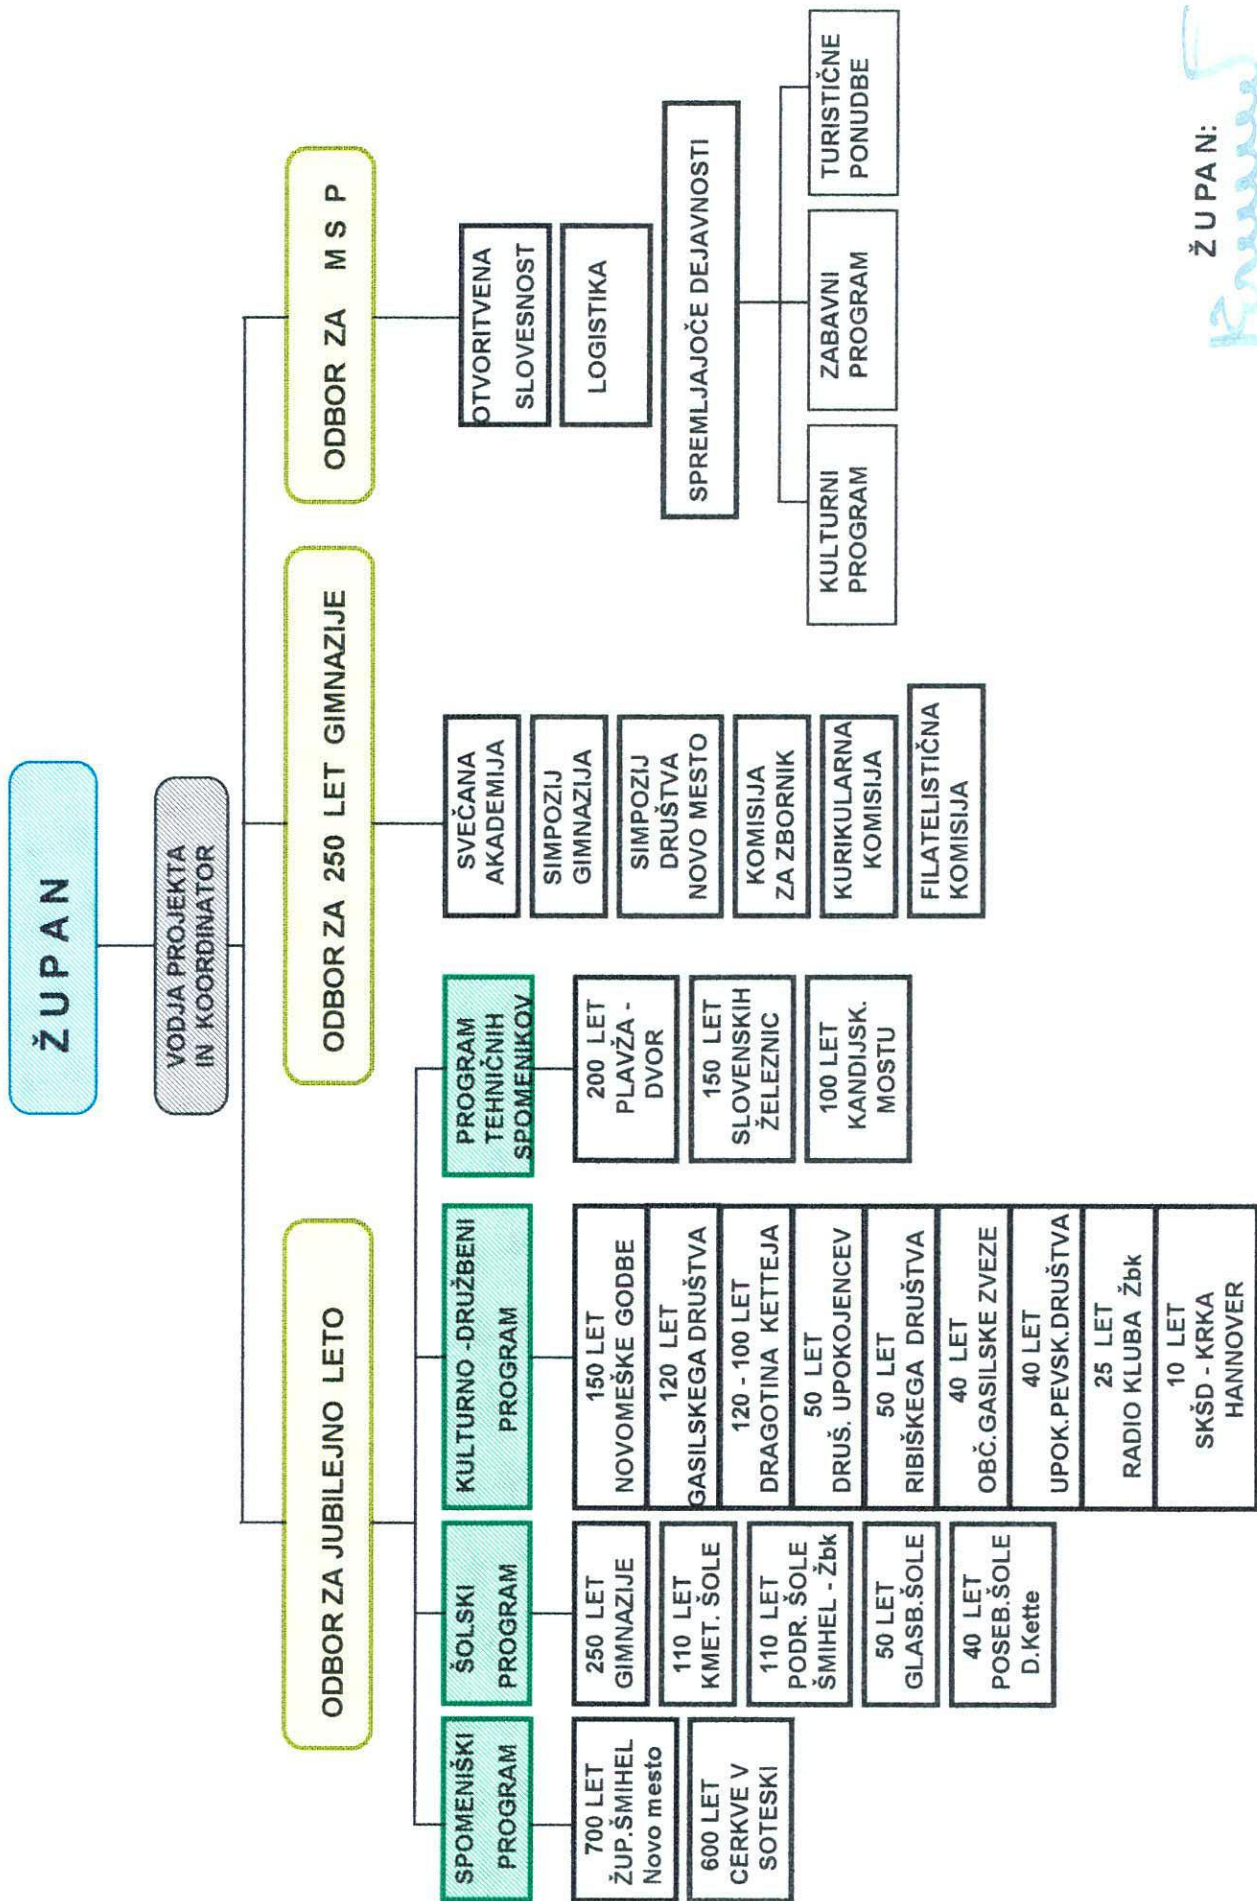 Ž U P A N
VODJA PROJEKTA
IN KOORDINATOR
ODBOR ZA JUBILEJNO LETO
SPOMENIŠKI
PROGRAM
700 LET
ŽUP.ŠMIHEL
Novo mesto
600 LET
CERKVE V
SOTESKI
ŠOLSKI
PROGRAM
250 LET
GIMNAZIJE
110 LET
KMET. ŠOLE
110 LET
PODR. ŠOLE
ŠMIHEL - Žbk
50 LET
GLASB.ŠOLE
40 LET
POSEB.ŠOLE
D.Kette
KULTURNO -DRUŽBENI
PROGRAM
150 LET
NOVOMEŠKE GODBE
120 LET
GASILSKEGA DRUŠTVA
120 - 100 LET
DRAGOTINA KETTEJA
50 LET
DRUŠ. UPOKOJENCEV
50 LET
RIBIŠKEGA DRUŠTVA
40 LET
OBČ.GASILSKE ZVEZE
40 LET
UPOK.PEVSK.DRUŠTVA
25 LET
RADIO KLUBA Žbk
10 LET
SKŠD - KRKA
HANNOVER
PROGRAM
TEHNIČNIH
SPOMENIKOV
200 LET
PLAVŽA -
DVOR
150 LET
SLOVENSKIH
ŽELEZNIC
100 LET
KANDIJSK.
MOSTU
ODBOR ZA 250 LET GIMNAZIJE
SVEČANA
AKADEMIJA
SIMPOZIJ
GIMNAZIJA
SIMPOZIJ
DRUŠTVA
NOVO MESTO
KOMISIJA
ZA ZBORNIK
KURIKULARNA
KOMISIJA
FILATELISTIČNA
KOMISIJA
ODBOR ZA M S P
OTVORITVENA
SLOVESNOST
LOGISTIKA
SPREMLJAJOČE DEJAVNOSTI
KULTURNI
PROGRAM
ZABAVNI
PROGRAM
TURISTIČNE
PONUDBE
Ž U P A N: